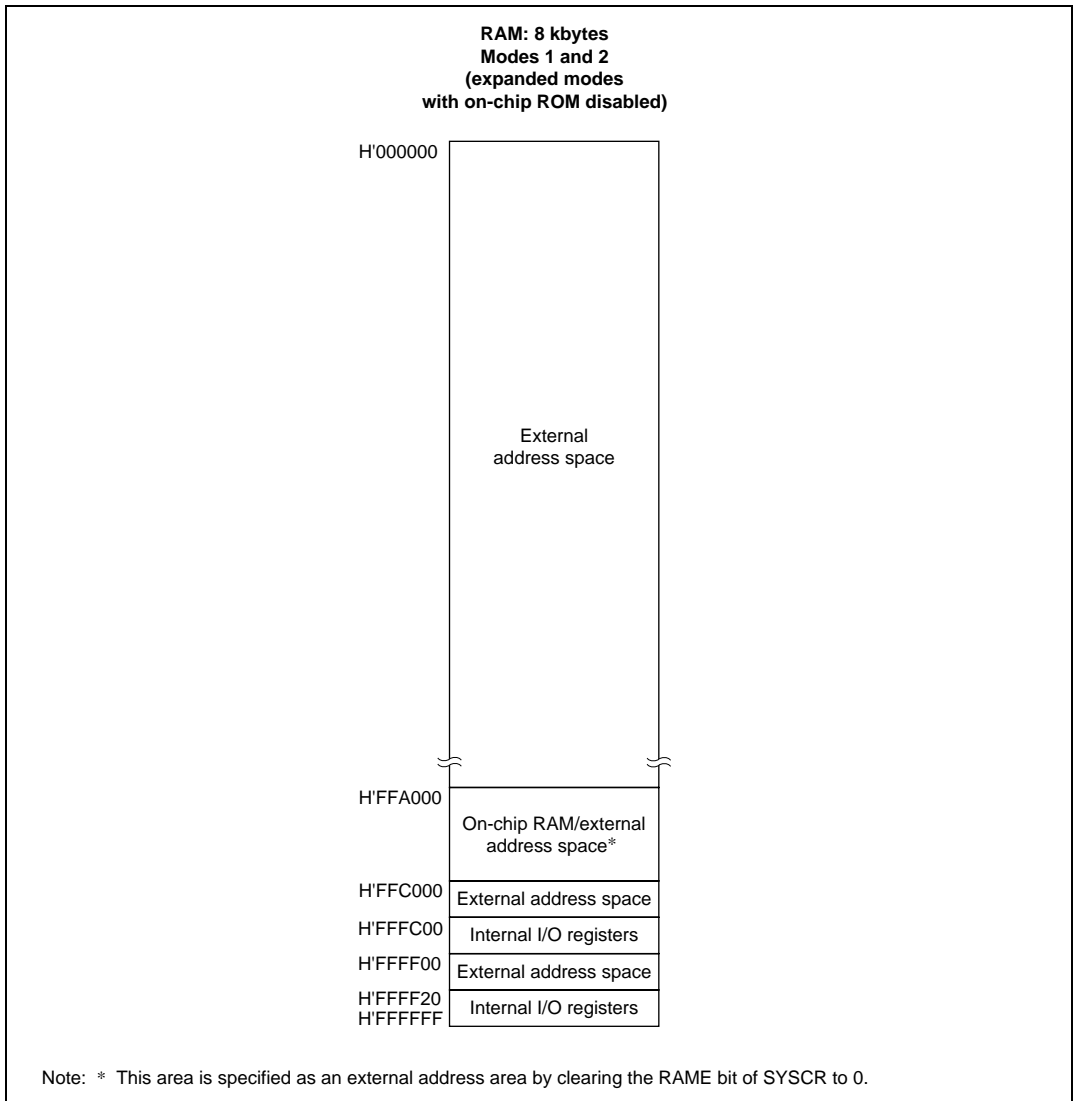 RAM: 8 kbytes
Modes 1 and 2
(expanded modes
with on-chip ROM disabled)
H'000000
External
address space
H'FFA000
On-chip RAM/external
address space*
H'FFC000
External address space
H'FFFC00
Internal I/O registers
H'FFFF00
External address space
H'FFFF20
Internal I/O registers
H'FFFFFF
Note: * This area is specified as an external address area by clearing the RAME bit of SYSCR to 0.